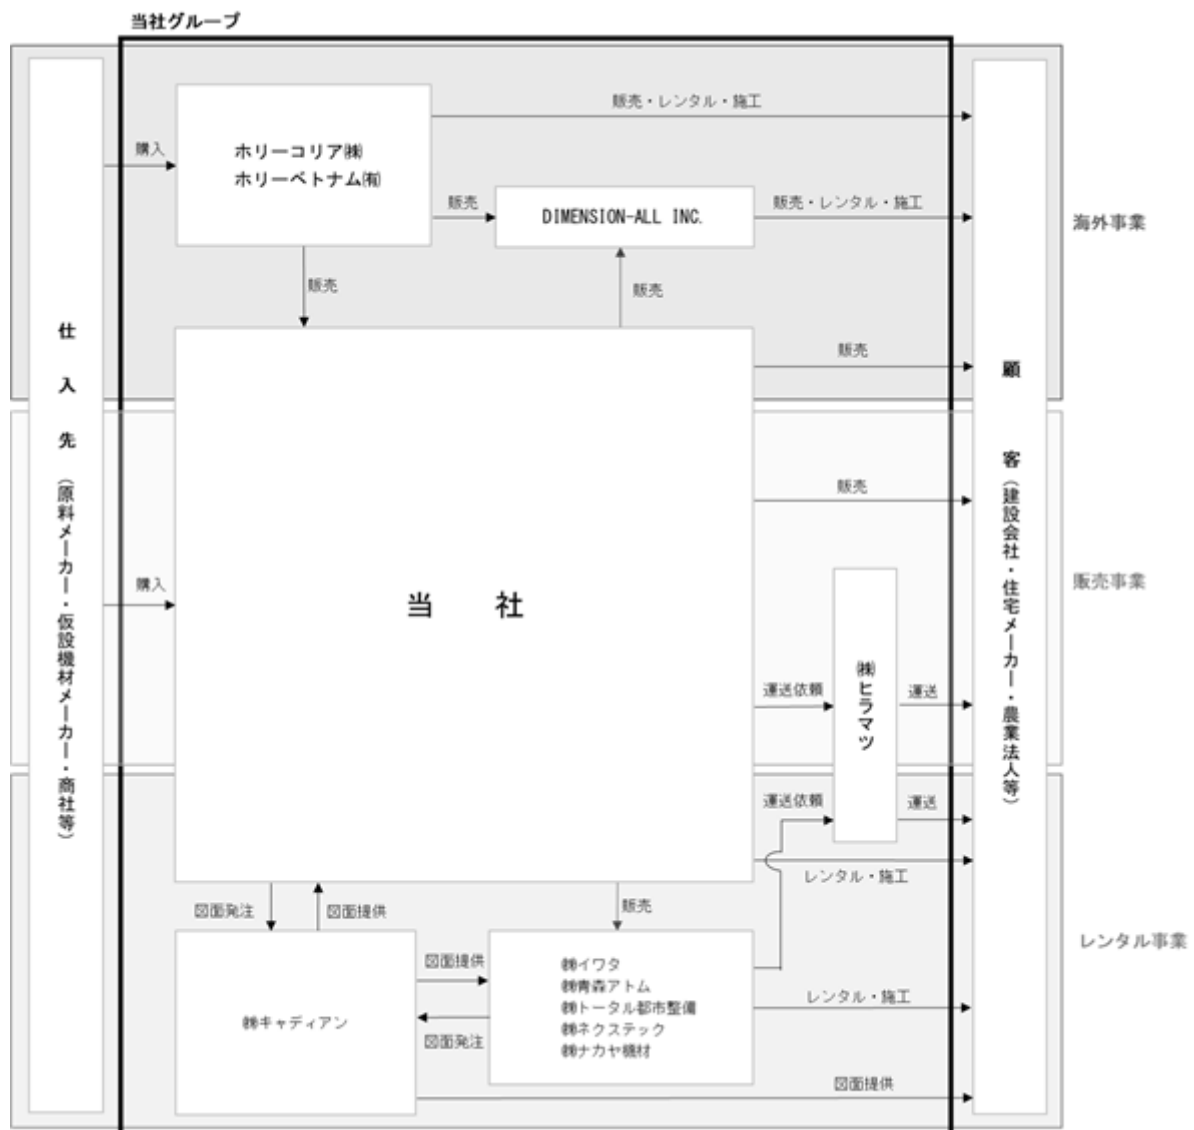 当社グループ
販売・レンタル・施工
購入
ホリーコリア㈱
ホリーベトナム㈲
販売
DIMENSION-ALL INC.
販売・レンタル・施工
海外事業
販売
販売
販売
仕入先（原料メーカー・仮設機材メーカー・商社等）
顧客（建設会社・住宅メーカー・農業法人等）
販売
購入
当社
販売事業
㈱ヒラマツ
運送依頼
運送
運送依頼
運送
レンタル・施工
図面発注
図面提供
販売
レンタル事業
図面提供
図面発注
㈱キャディアン
㈱イワタ
㈱青森アトム
㈱トータル都市整備
㈱ネクステック
㈱ナカヤ機材
レンタル・施工
図面提供